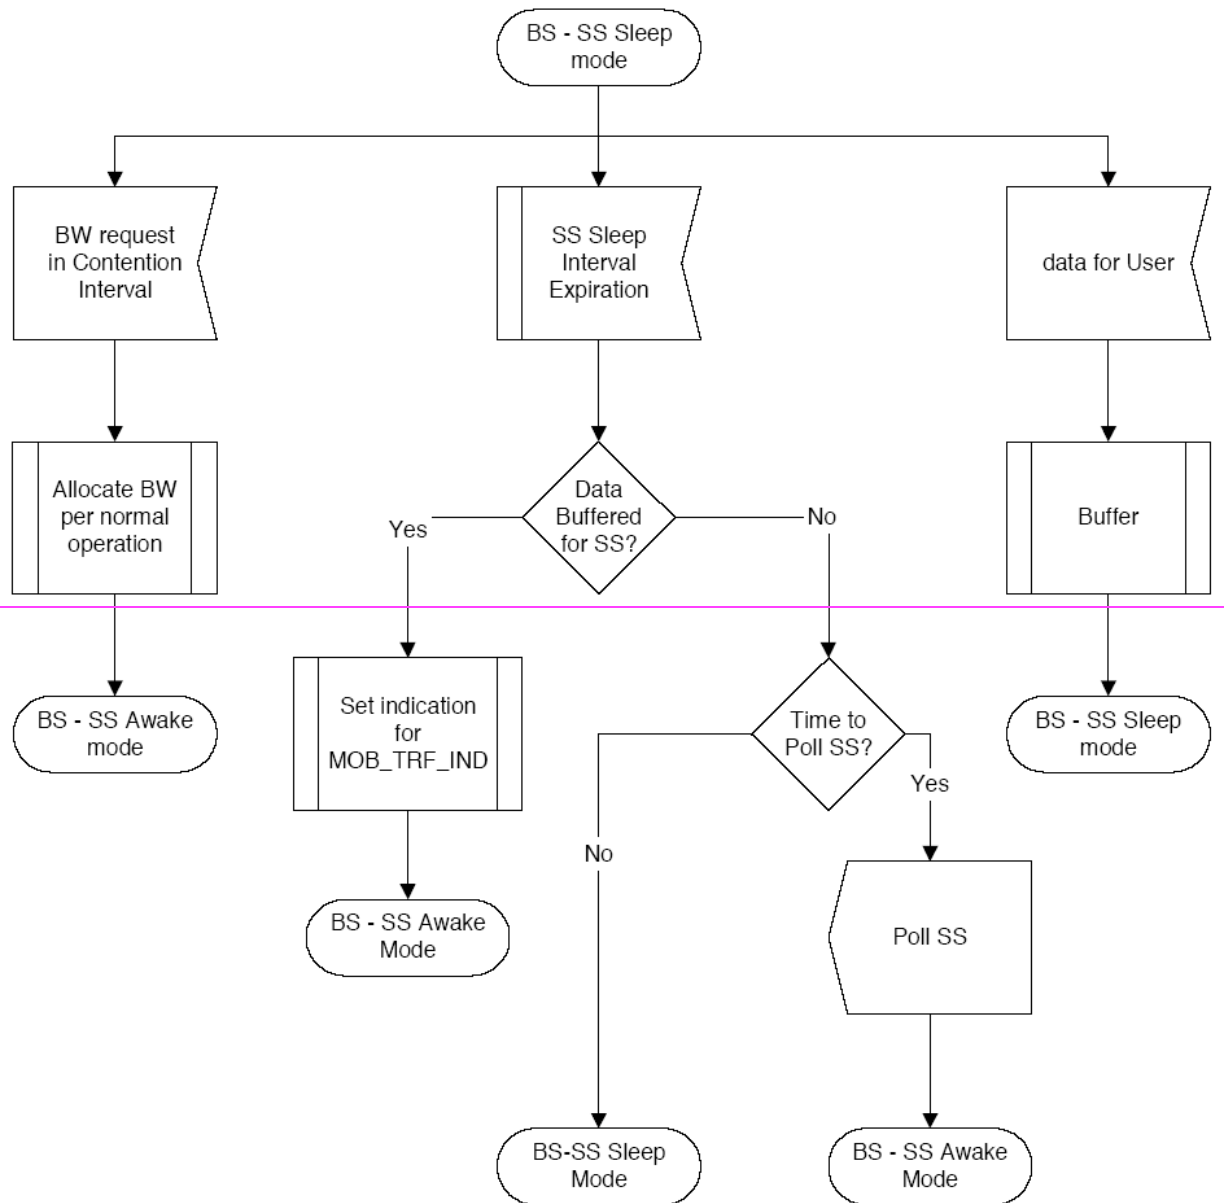 BS - SS Sleep
mode
BW request
in Contention
Interval
SS Sleep
Interval
Expiration
data for User
Allocate BW
per normal
operation
Data
Buffered
for SS?
Yes
No
Buffer
BS - SS Awake
mode
Set indication
for
MOB_TRF_IND
Time to
Poll SS?
BS - SS Sleep
mode
Yes
No
BS - SS Awake
Mode
Poll SS
BS-SS Sleep
Mode
BS - SS Awake
Mode